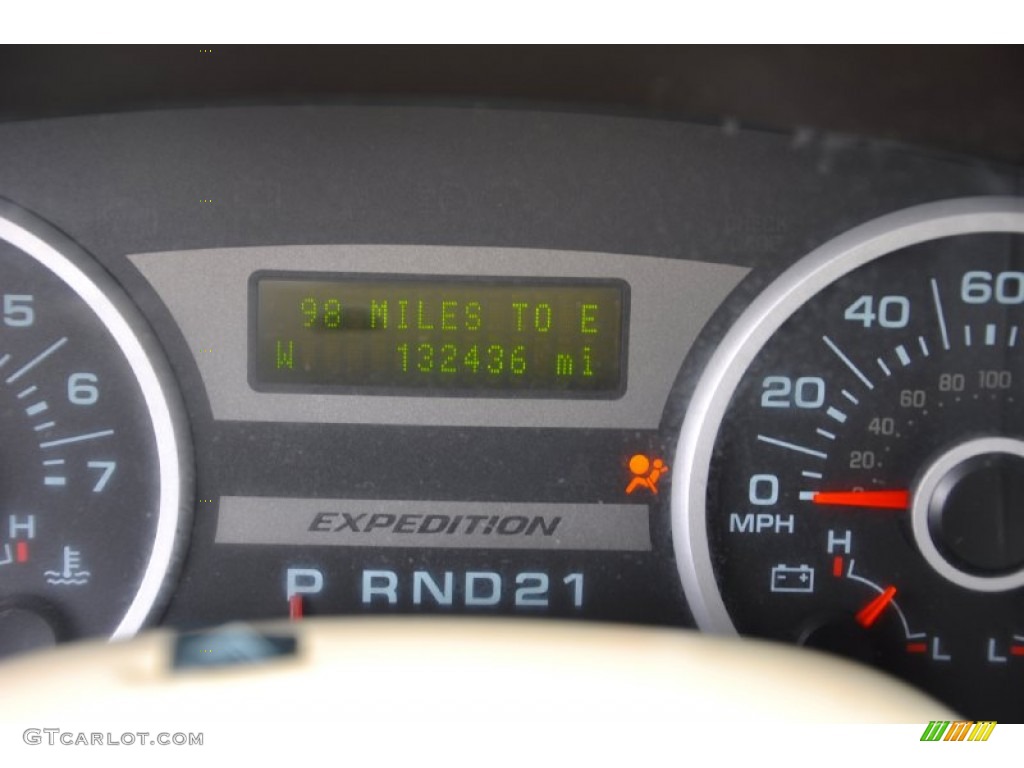 98 MILES TO E
W 132436 mi
5
6
7
H
EXPEDITION
P RND21
0
20
40
60
20
40
60
80
100
MPH
H
L
L
GTCARLOT.COM